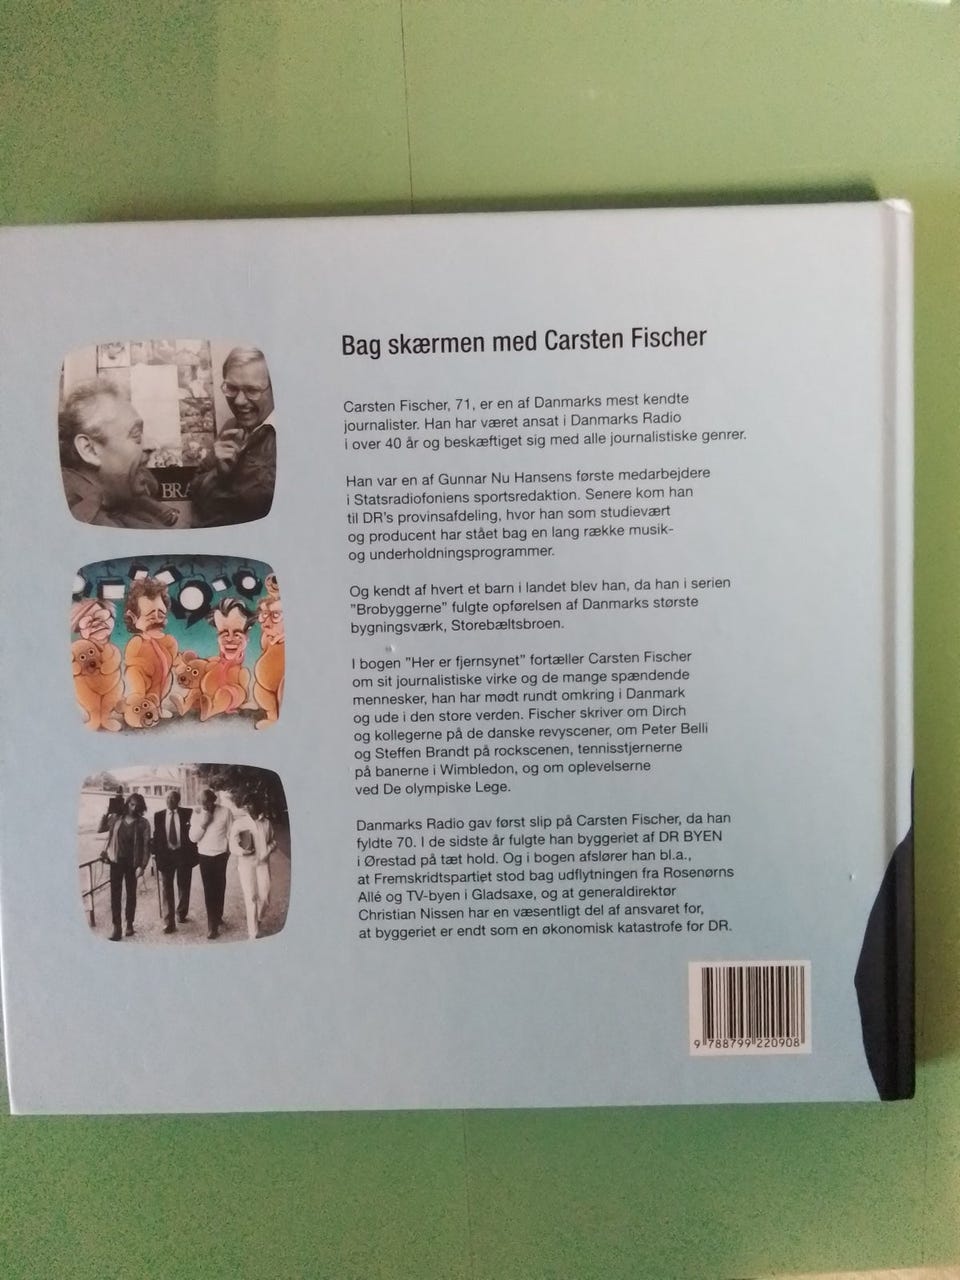 BRA
Bag skærmen med Carsten Fischer
Carsten Fischer, 71, er en af Danmarks mest kendte
journalister. Han har været ansat i Danmarks Radio
i over 40 år og beskæftiget sig med alle journalistiske genrer.
Han var en af Gunnar Nu Hansens første medarbejdere
i Statsradiofoniens sportsredaktion. Senere kom han
til DR's provinsafdeling, hvor han som studievært
og producent har stået bag en lang række musik-
og underholdningsprogrammer.
Og kendt af hvert et barn i landet blev han, da han i serien
"Brobyggerne" fulgte opførelsen af Danmarks største
bygningsværk, Storebæltsbroen.
I bogen "Her er fjernsynet" fortæller Carsten Fischer
om sit journalistiske virke og de mange spændende
mennesker, han har mødt rundt omkring i Danmark
og ude i den store verden. Fischer skriver om Dirch
og kollegerne på de danske revyscener, om Peter Belli
og Steffen Brandt på rockscenen, tennisstjernerne
på banerne i Wimbledon, og om oplevelserne
ved De olympiske Lege.
Danmarks Radio gav først slip på Carsten Fischer, da han
fyldte 70. I de sidste år fulgte han byggeriet af DR BYEN
i Ørestad på tæt hold. Og i bogen afslører han bl.a.,
at Fremskridtspartiet stod bag udflytningen fra Rosenørns
Allé og TV-byen i Gladsaxe, og at generaldirektør
Christian Nissen har en væsentligt del af ansvaret for,
at byggeriet er endt som en økonomisk katastrofe for DR.
9 788799 220908